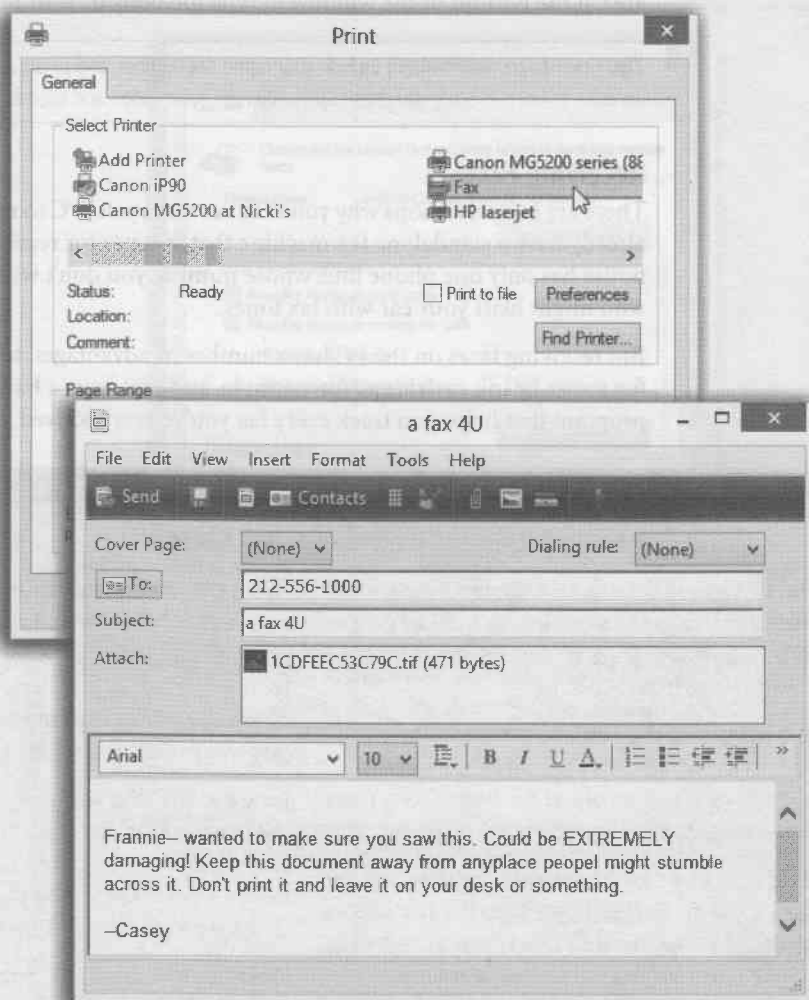 Print
General
Select Printer
Add Printer
Canon iP90
Canon MG5200 at Nicki's
Canon MG5200 series (88
Fax
HP laserjet
Status: Ready
Location:
Comment:
Print to file
Preferences
Find Printer...
Page Range
a fax 4U
File Edit View Insert Format Tools Help
Send Contacts
Cover Page: (None) Dialing rule: (None)
To: 212-556-1000
Subject: a fax 4U
Attach: 1CDFEEC53C79C.tif (471 bytes)
Arial 10 B I U A
Frannie– wanted to make sure you saw this. Could be EXTREMELY
damaging! Keep this document away from anyplace peopel might stumble
across it. Don't print it and leave it on your desk or something.
–Casey